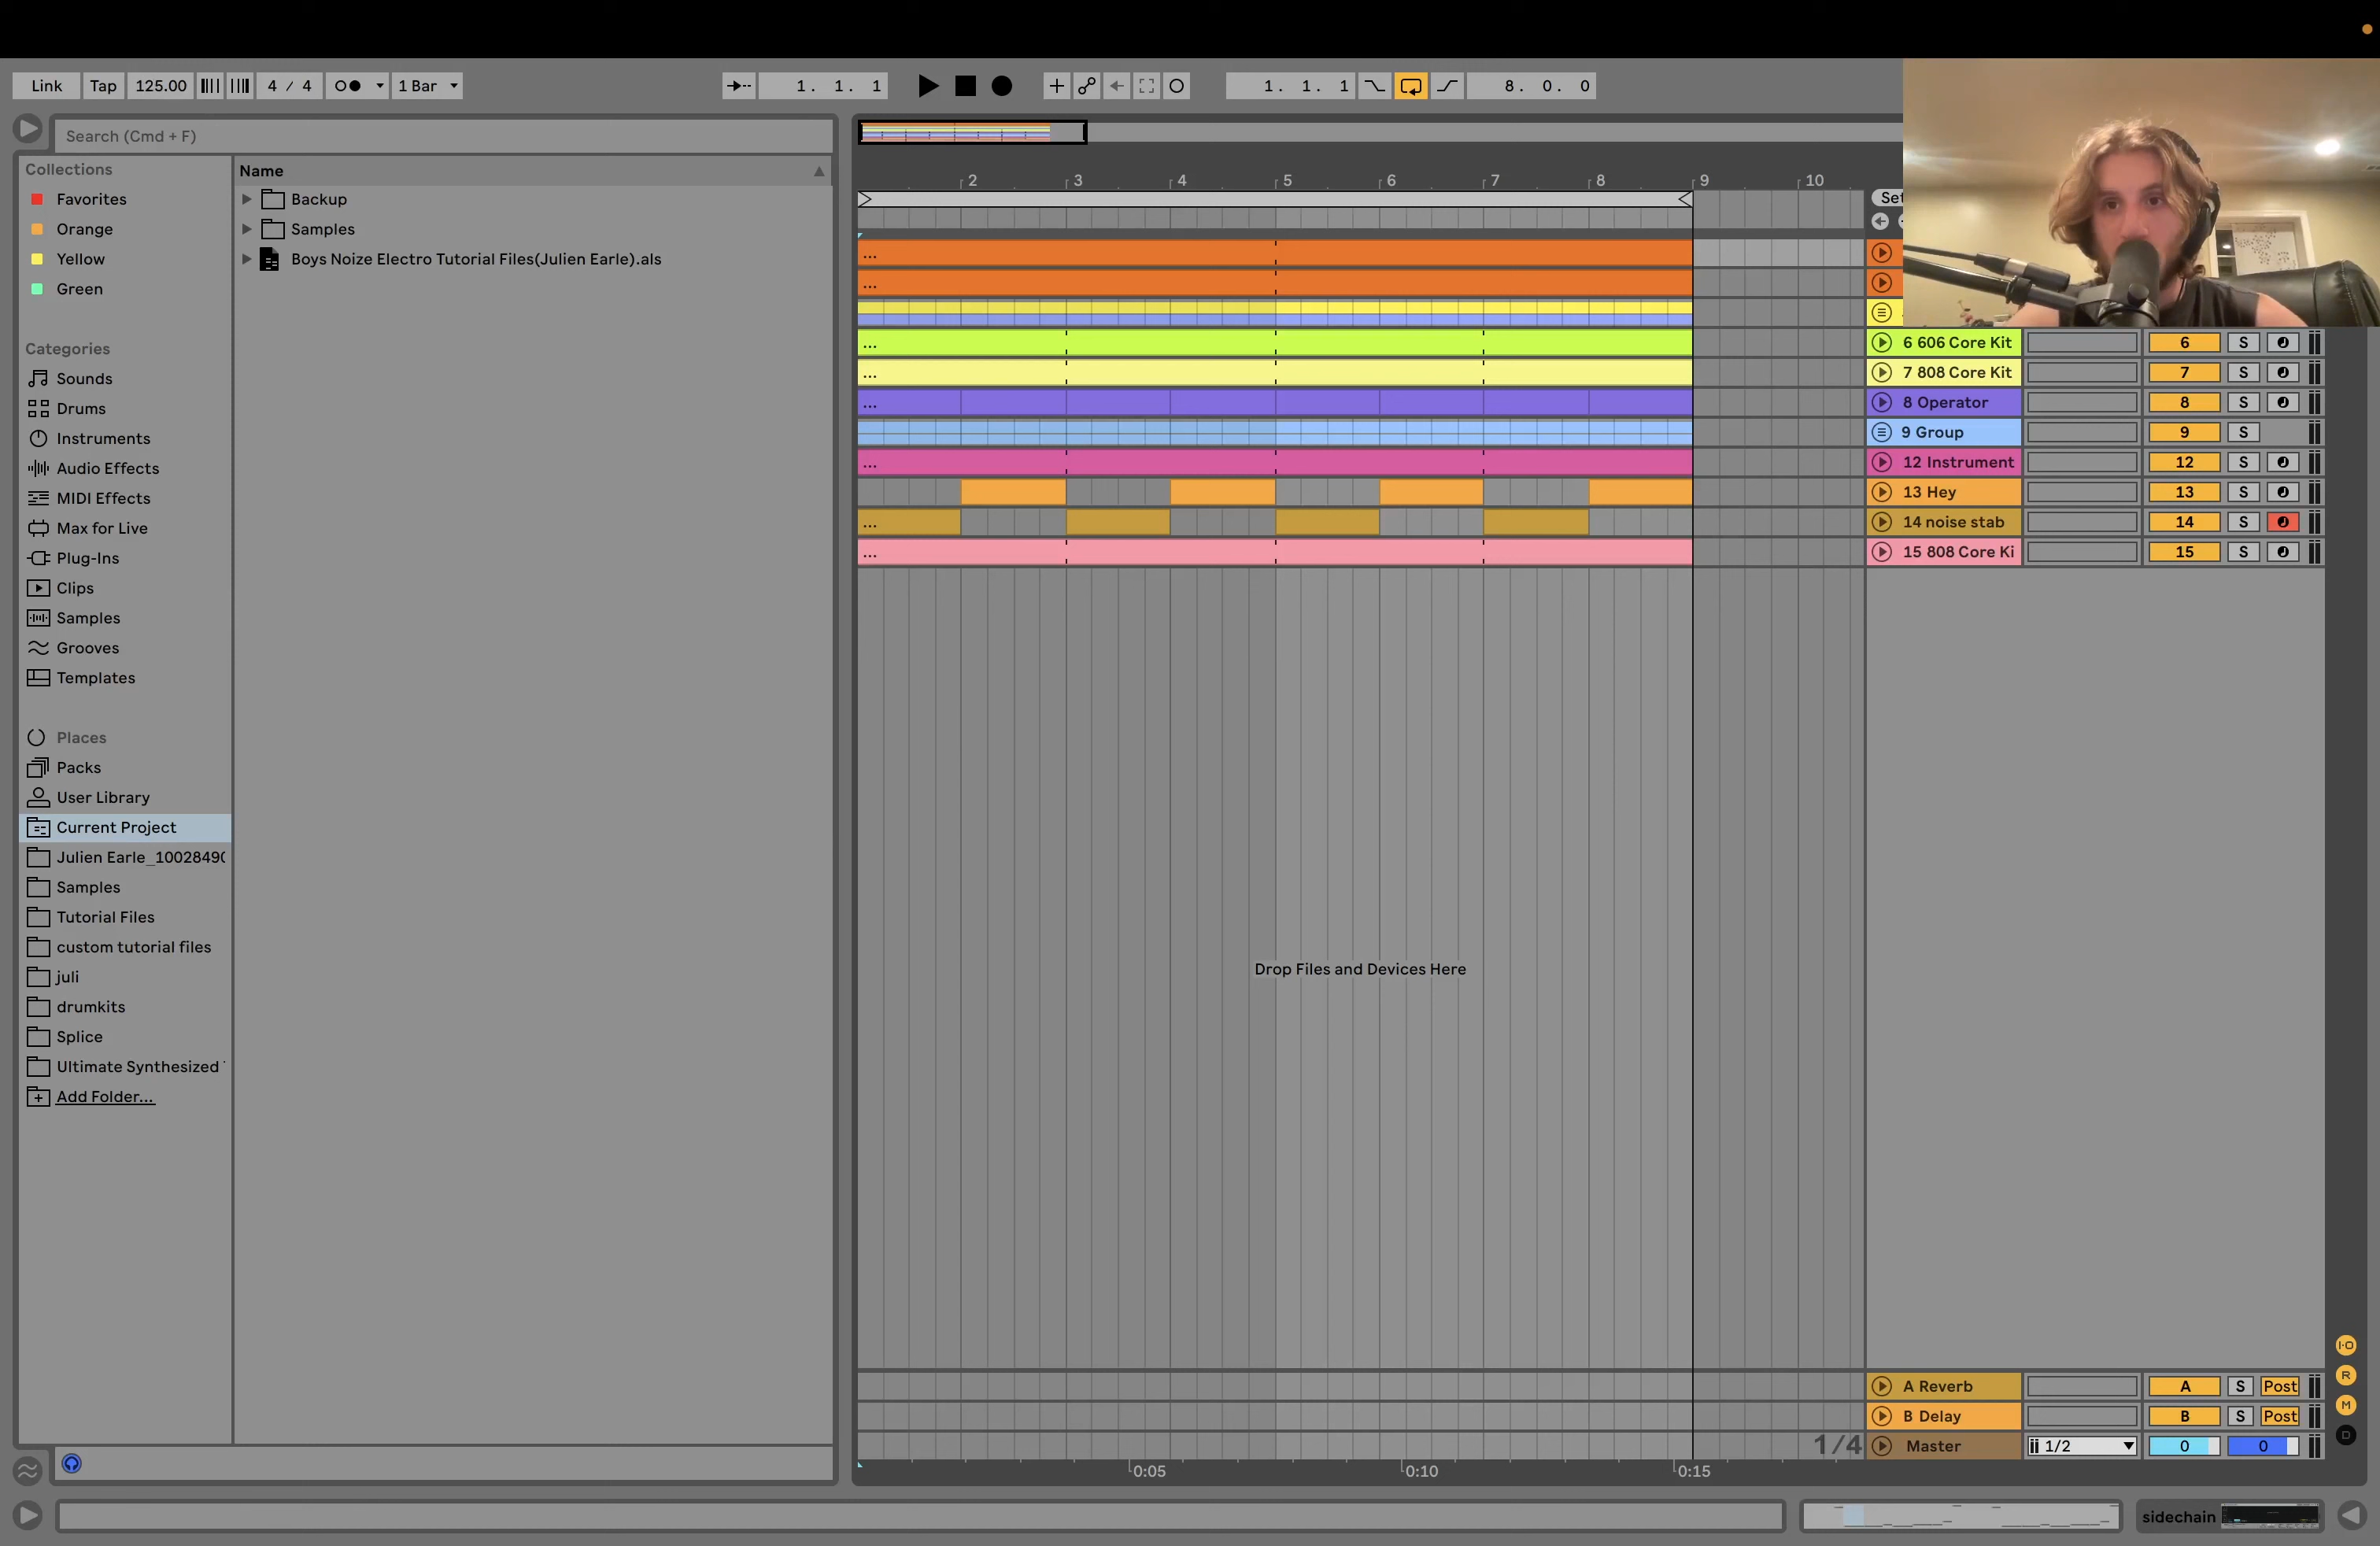 Link Tap 125.00 4 / 4 1 Bar 1. 1. 1 1. 1. 1 8. 0. 0
Search (Cmd + F)
Collections
Favorites
Orange
Yellow
Green
Categories
Sounds
Drums
Instruments
Audio Effects
MIDI Effects
Max for Live
Plug-Ins
Clips
Samples
Grooves
Templates
Places
Packs
User Library
Current Project
Julien Earle_1002849
Samples
Tutorial Files
custom tutorial files
juli
drumkits
Splice
Ultimate Synthesized
Add Folder...
Name
Backup
Samples
Boys Noize Electro Tutorial Files(Julien Earle).als
2 3 4 5 6 7 8 9 10
Set
...
...
... 6 606 Core Kit 6 S
... 7 808 Core Kit 7 S
... 8 Operator 8 S
9 Group 9 S
... 12 Instrument 12 S
13 Hey 13 S
... 14 noise stab 14 S
... 15 808 Core Ki 15 S
Drop Files and Devices Here
A Reverb A S Post
B Delay B S Post
1/4 Master 1/2 0 0
0:05 0:10 0:15
I·O
R
M
D
sidechain